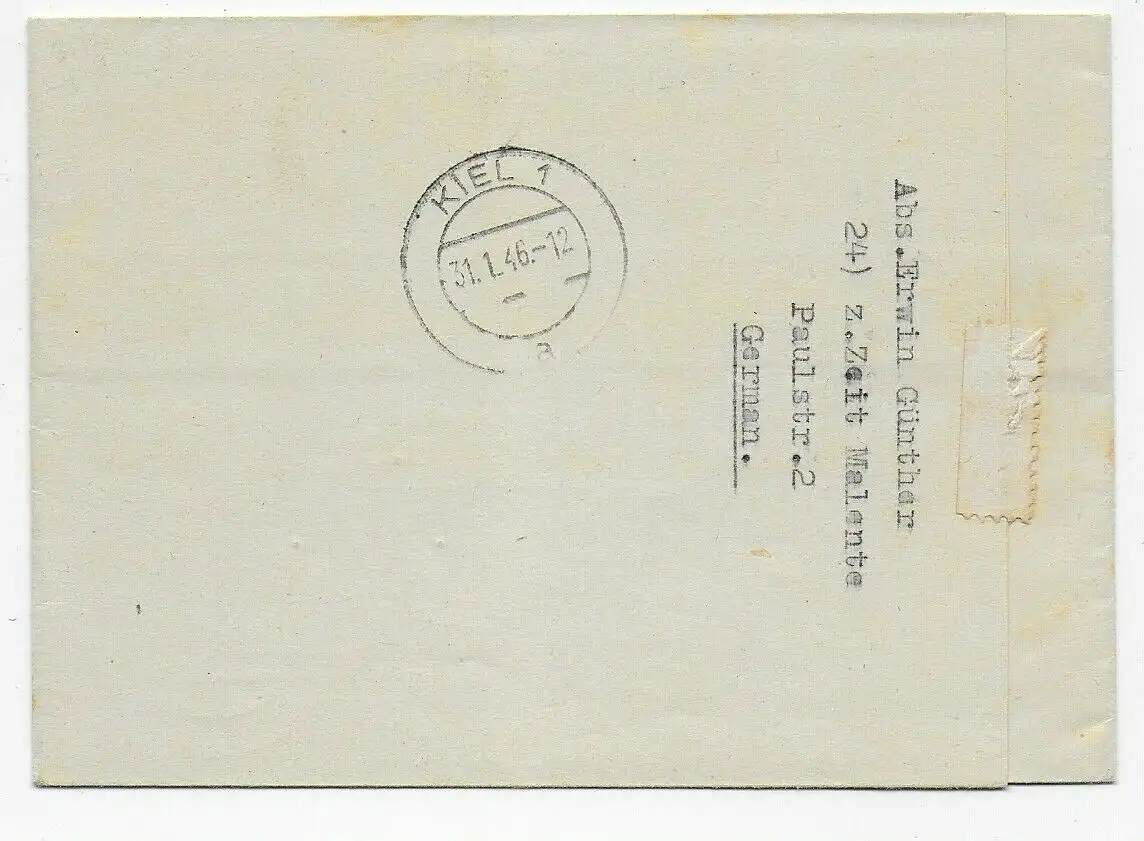 KIEL 1
31.1.46.-12
a
Abs.Erwin Günther
24) z.Zeit Malente
Paulstr.2
German.